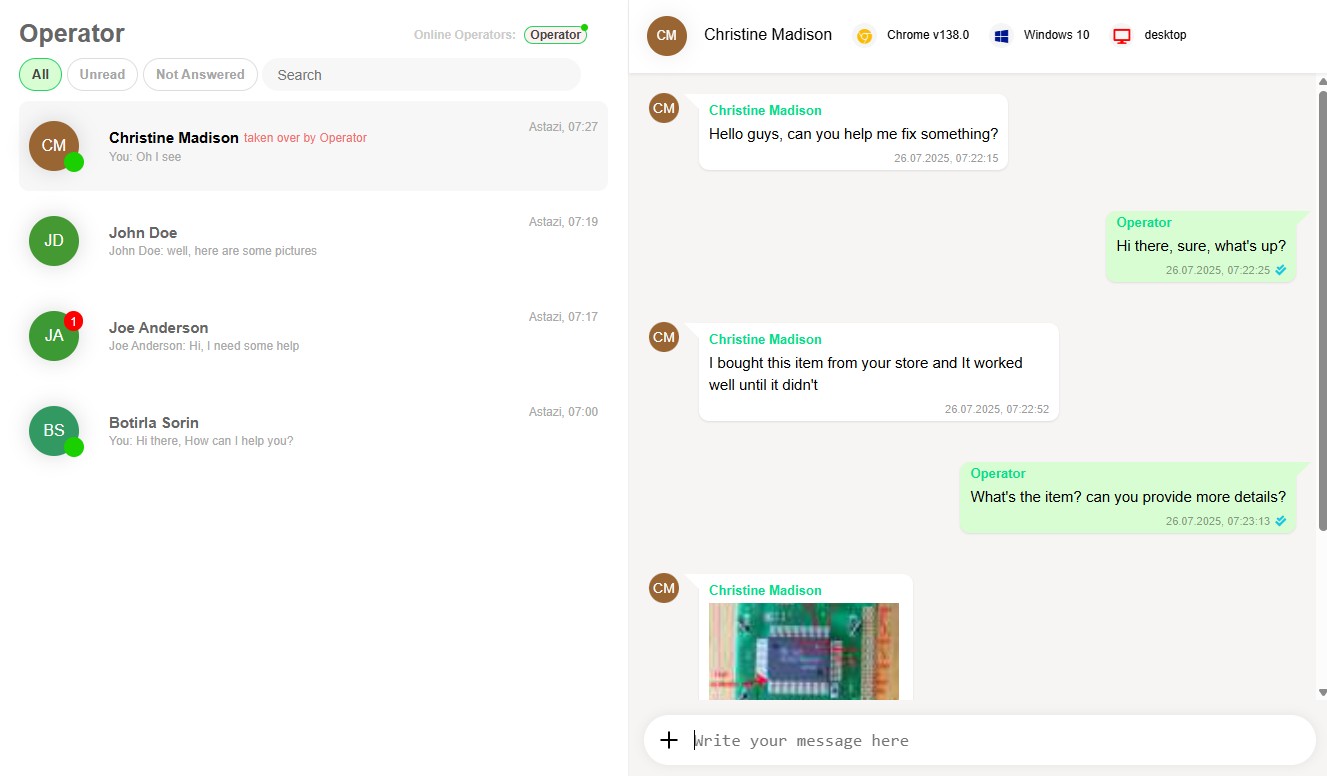 Operator
Online Operators: Operator
All Unread Not Answered Search
CM
Christine Madison taken over by Operator
You: Oh I see
Astazi, 07:27
JD
John Doe
John Doe: well, here are some pictures
Astazi, 07:19
JA
1
Joe Anderson
Joe Anderson: Hi, I need some help
Astazi, 07:17
BS
Botirla Sorin
You: Hi there, How can I help you?
Astazi, 07:00
CM Christine Madison Chrome v138.0 Windows 10 desktop
CM
Christine Madison
Hello guys, can you help me fix something?
26.07.2025, 07:22:15
Operator
Hi there, sure, what's up?
26.07.2025, 07:22:25
CM
Christine Madison
I bought this item from your store and It worked
well until it didn't
26.07.2025, 07:22:52
Operator
What's the item? can you provide more details?
26.07.2025, 07:23:13
CM
Christine Madison
Write your message here